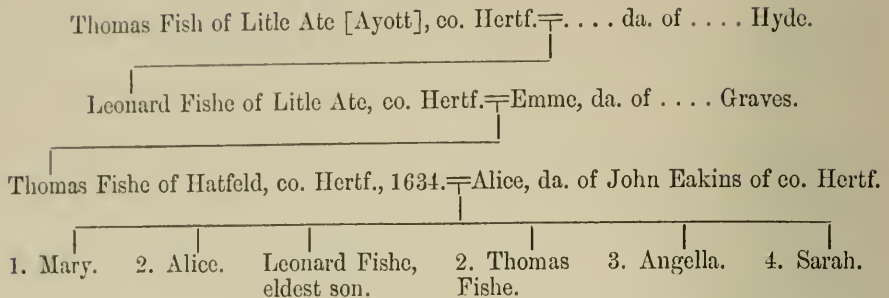 Thomas Fish of Litle Ate [Ayott], co. Hertf.=. . . . da. of . . . . Hyde.
Leonard Fishe of Litle Ate, co. Hertf.=Emme, da. of . . . . Graves.
Thomas Fishe of Hatfeld, co. Hertf., 1634.=Alice, da. of John Eakins of co. Hertf.
1. Mary. 2. Alice. Leonard Fishe, 2. Thomas 3. Angella. 4. Sarah.
eldest son. Fishe.